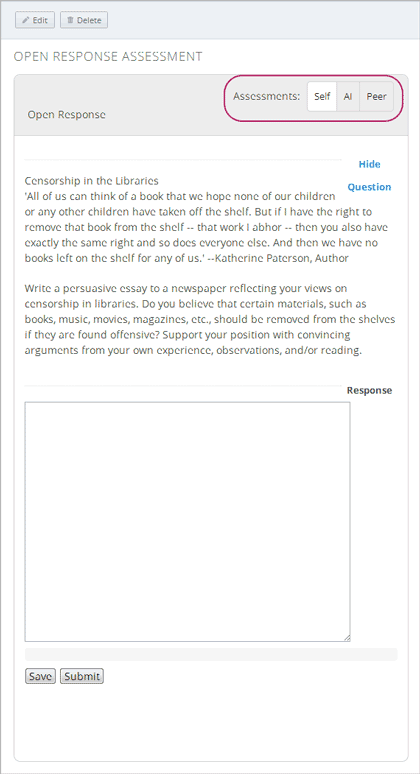 Edit Delete
OPEN RESPONSE ASSESSMENT
Assessments: Self AI Peer
Open Response
Hide
Question
Censorship in the Libraries
'All of us can think of a book that we hope none of our children
or any other children have taken off the shelf. But if I have the right to
remove that book from the shelf -- that work I abhor -- then you also have
exactly the same right and so does everyone else. And then we have no
books left on the shelf for any of us.' --Katherine Paterson, Author
Write a persuasive essay to a newspaper reflecting your views on
censorship in libraries. Do you believe that certain materials, such as
books, music, movies, magazines, etc., should be removed from the shelves
if they are found offensive? Support your position with convincing
arguments from your own experience, observations, and/or reading.
Response
Save Submit